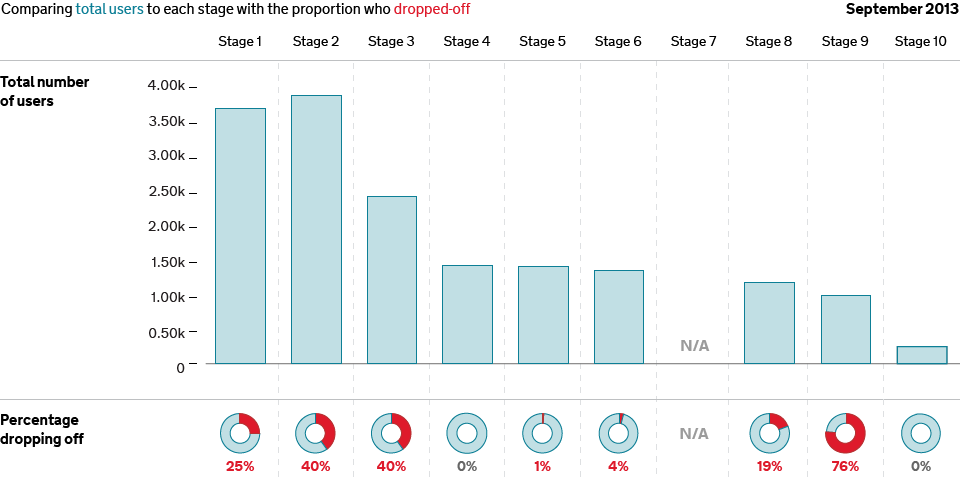 Comparing total users to each stage with the proportion who dropped-off
September 2013
Stage 1 Stage 2 Stage 3 Stage 4 Stage 5 Stage 6 Stage 7 Stage 8 Stage 9 Stage 10
Total number
of users
4.00k
3.50k
3.00k
2.50k
2.00k
1.50k
1.00k
0.50k
0
N/A
Percentage
dropping off
N/A
25% 40% 40% 0% 1% 4% 19% 76% 0%